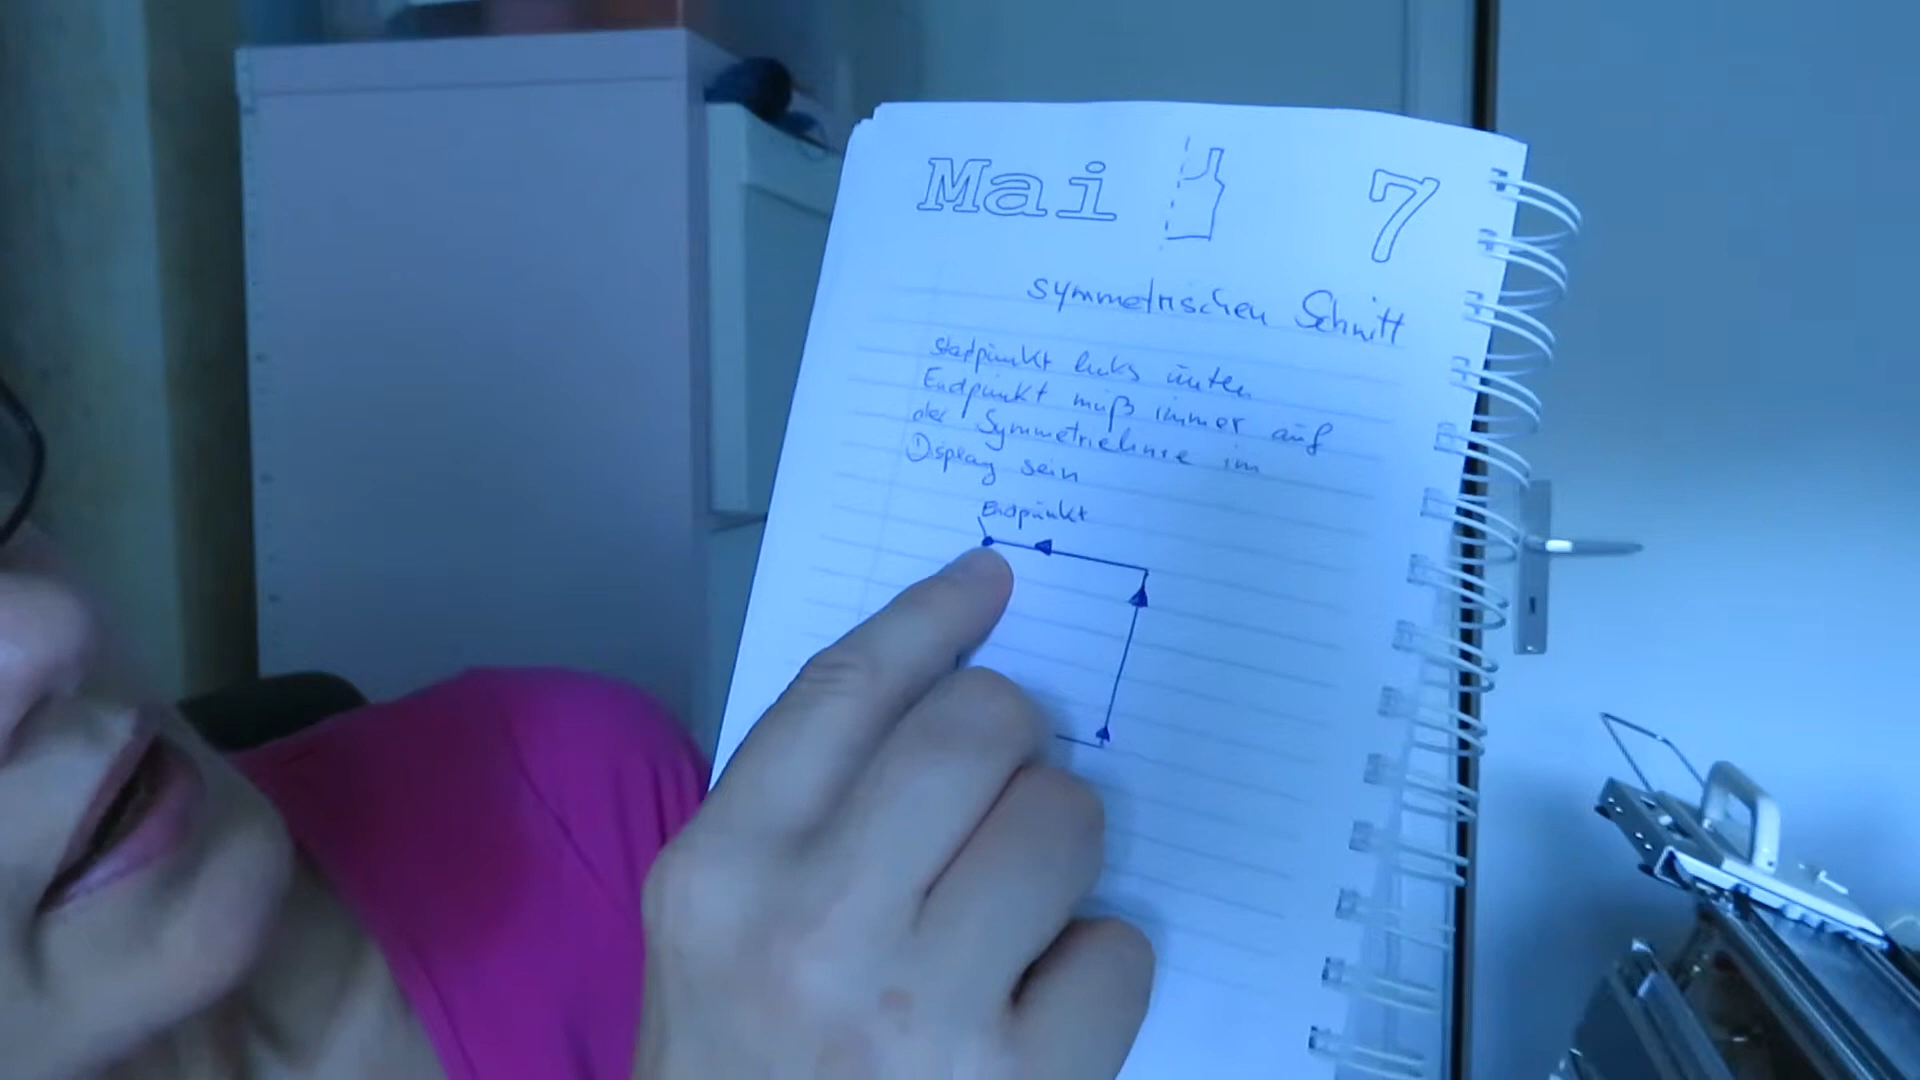 Mai 7
symmetrischen Schnitt
Startpunkt links unten
Endpunkt muß immer auf
der Symmetrielinie im
Display sein
Endpunkt